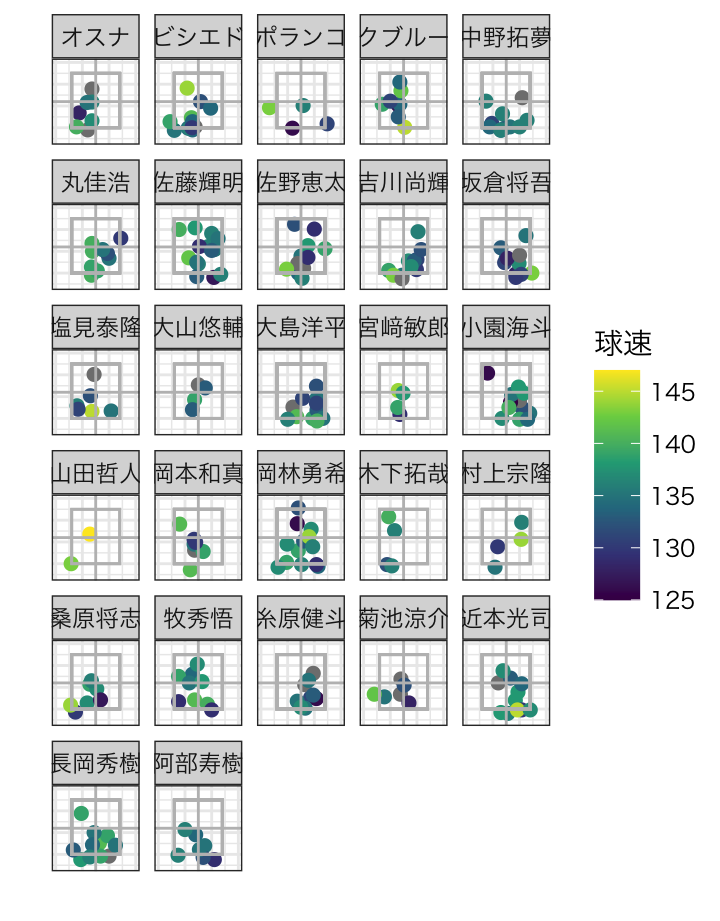 オスナ
ビシエド
ポランコ
クブルー
中野拓夢
丸佳浩
佐藤輝明
佐野恵太
吉川尚輝
坂倉将吾
塩見泰隆
大山悠輔
大島洋平
宮﨑敏郎
小園海斗
山田哲人
岡本和真
岡林勇希
木下拓哉
村上宗隆
桑原将志
牧秀悟
糸原健斗
菊池涼介
近本光司
長岡秀樹
阿部寿樹
球速
145
140
135
130
125